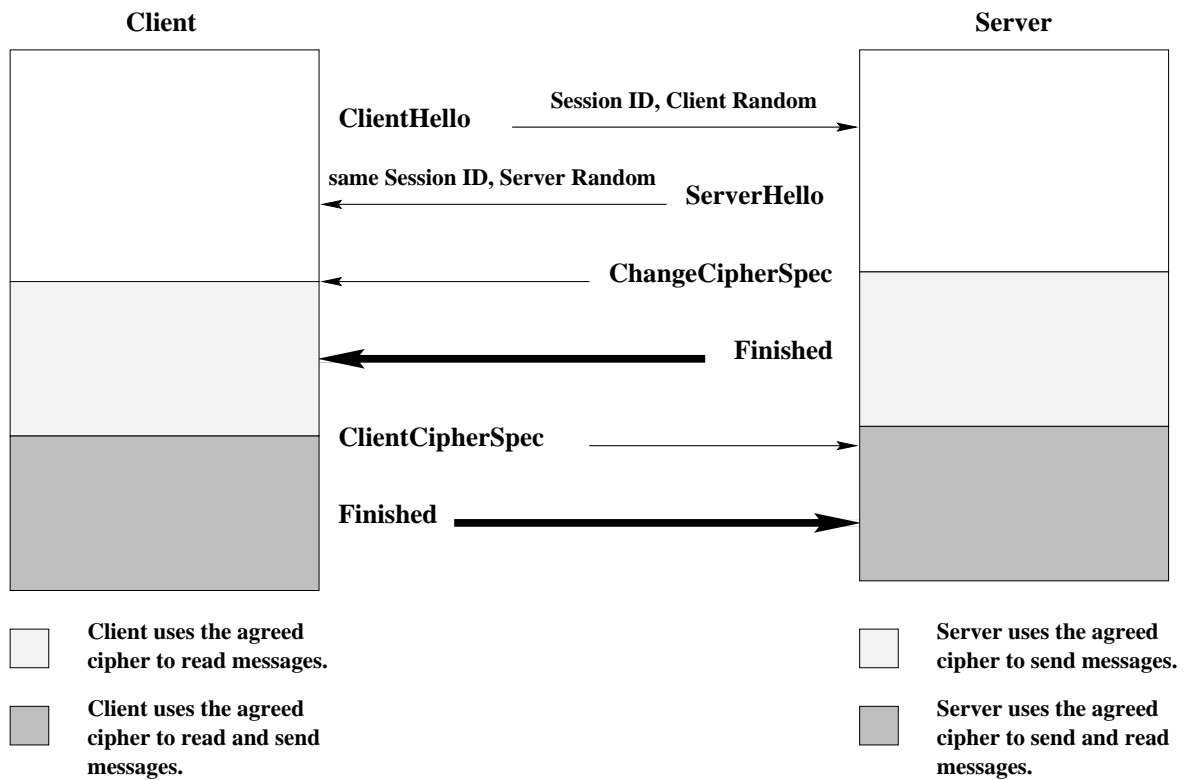 Client
Server
Session ID, Client Random
ClientHello
same Session ID, Server Random
ServerHello
ChangeCipherSpec
Finished
ClientCipherSpec
Finished
Client uses the agreed
cipher to read messages.
Client uses the agreed
cipher to read and send
messages.
Server uses the agreed
cipher to send messages.
Server uses the agreed
cipher to send and read
messages.